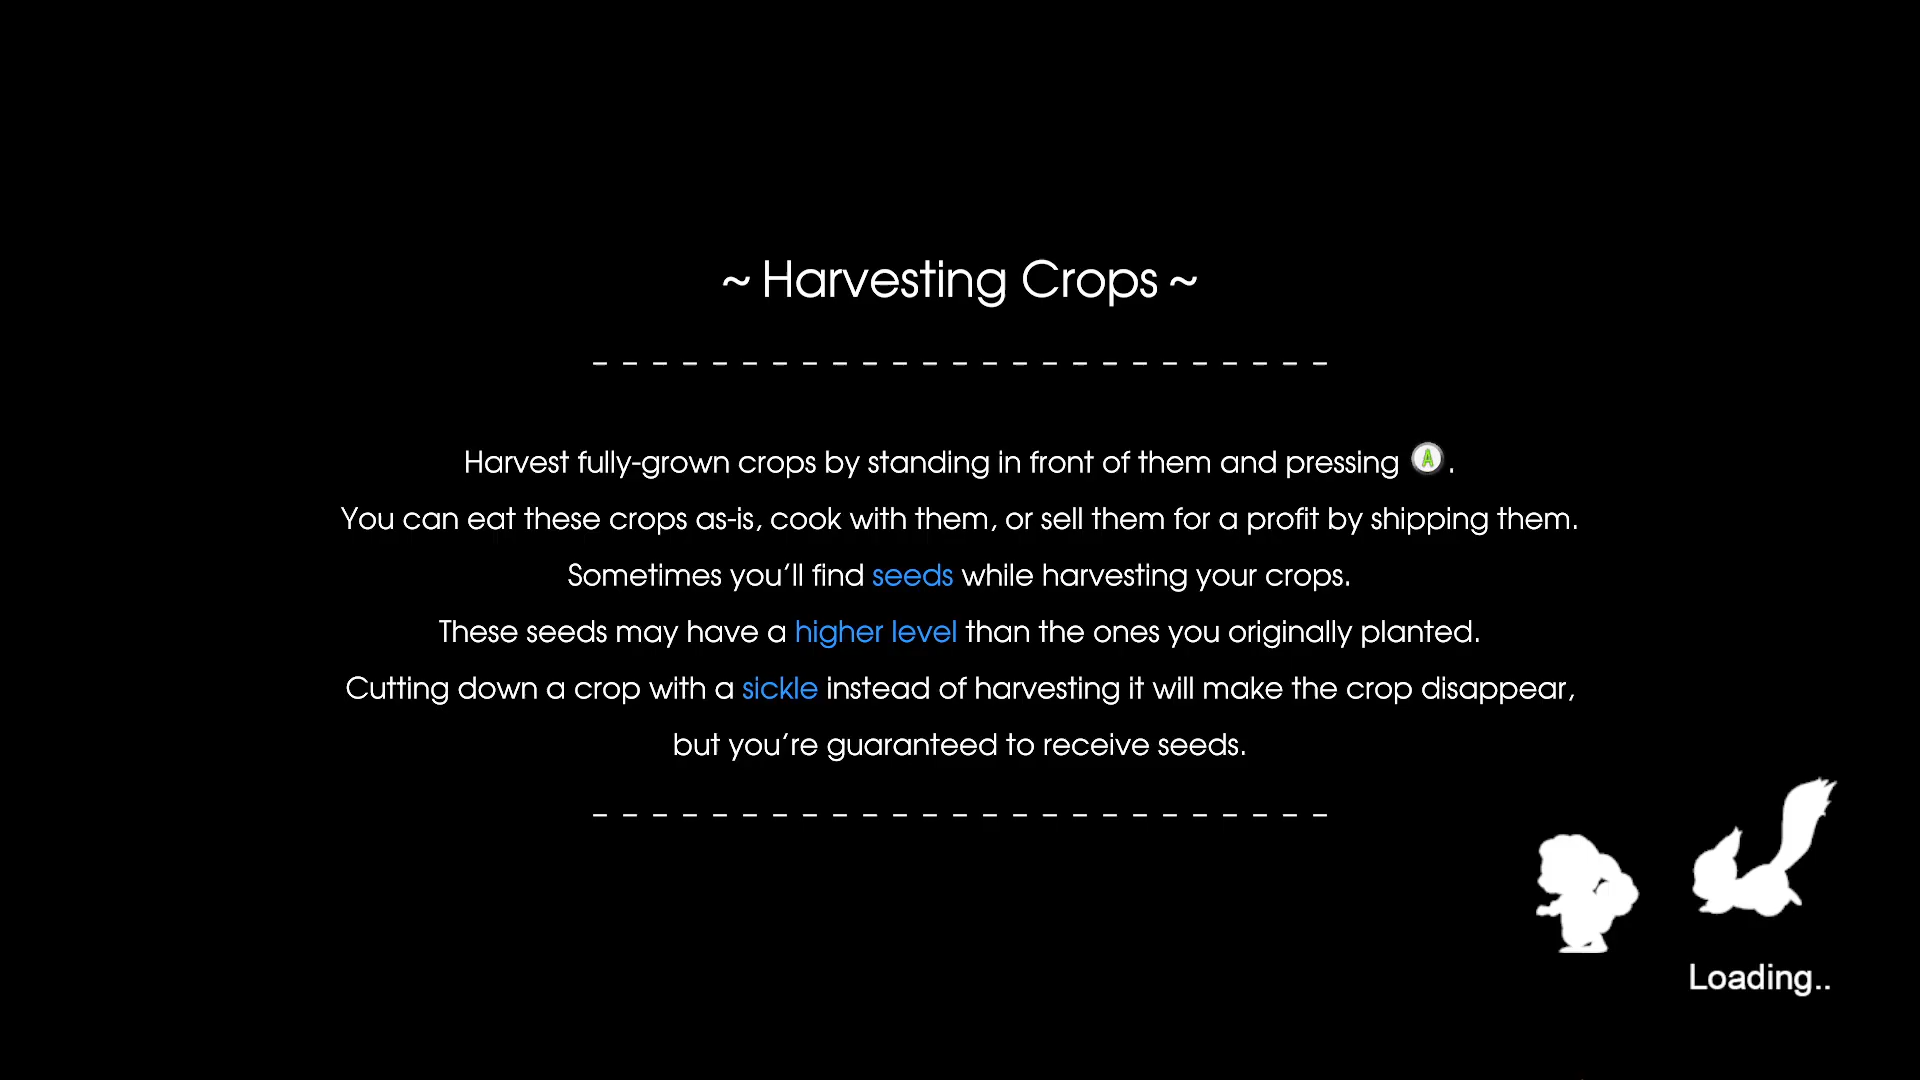 ~ Harvesting Crops ~
Harvest fully-grown crops by standing in front of them and pressing A.
You can eat these crops as-is, cook with them, or sell them for a profit by shipping them.
Sometimes you’ll find seeds while harvesting your crops.
These seeds may have a higher level than the ones you originally planted.
Cutting down a crop with a sickle instead of harvesting it will make the crop disappear,
but you’re guaranteed to receive seeds.
Loading..